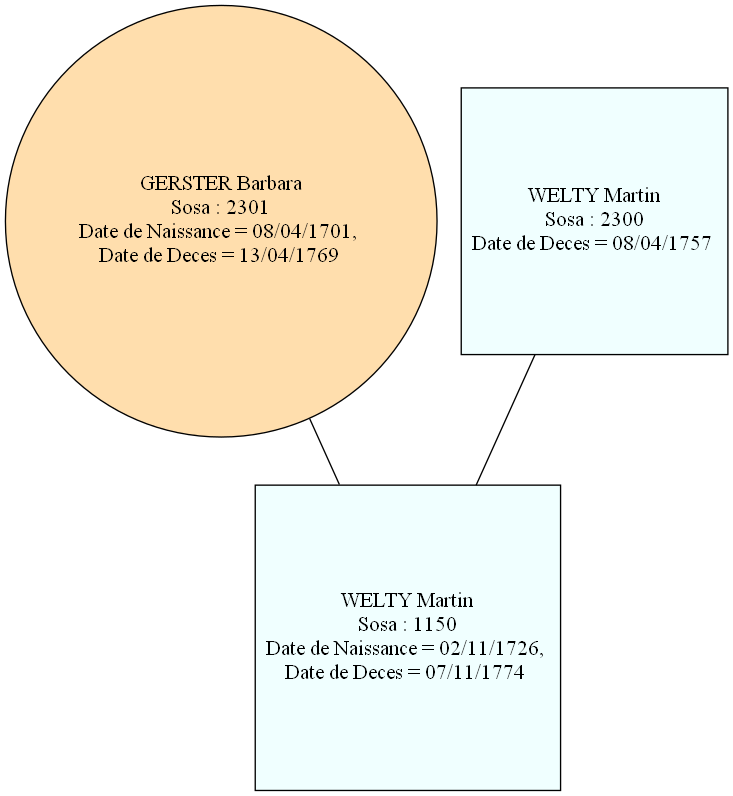 GERSTER Barbara
Sosa : 2301
Date de Naissance = 08/04/1701,
Date de Deces = 13/04/1769
WELTY Martin
Sosa : 2300
Date de Deces = 08/04/1757
WELTY Martin
Sosa : 1150
Date de Naissance = 02/11/1726,
Date de Deces = 07/11/1774